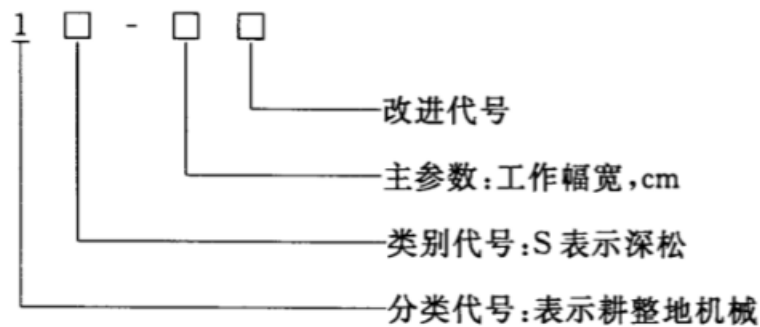 1 □ - □ □
改进代号
主参数:工作幅宽,cm
类别代号:S 表示深松
分类代号:表示耕整地机械